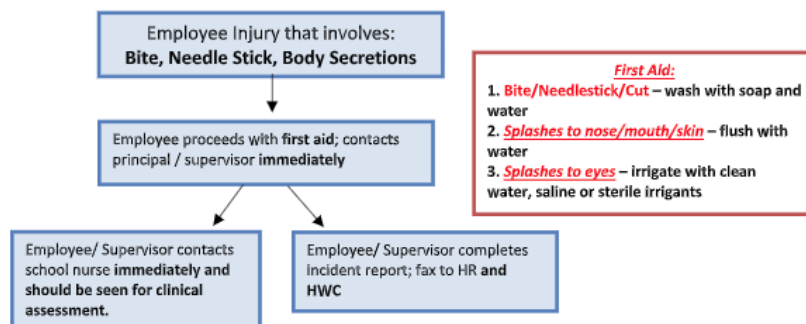 Employee Injury that involves:
Bite, Needle Stick, Body Secretions
First Aid:
1. Bite/Needlestick/Cut – wash with soap and
water
2. Splashes to nose/mouth/skin – flush with
water
3. Splashes to eyes – irrigate with clean
water, saline or sterile irrigants
Employee proceeds with first aid; contacts
principal / supervisor immediately
Employee/ Supervisor contacts
school nurse immediately and
should be seen for clinical
assessment.
Employee/ Supervisor completes
incident report; fax to HR and
HWC